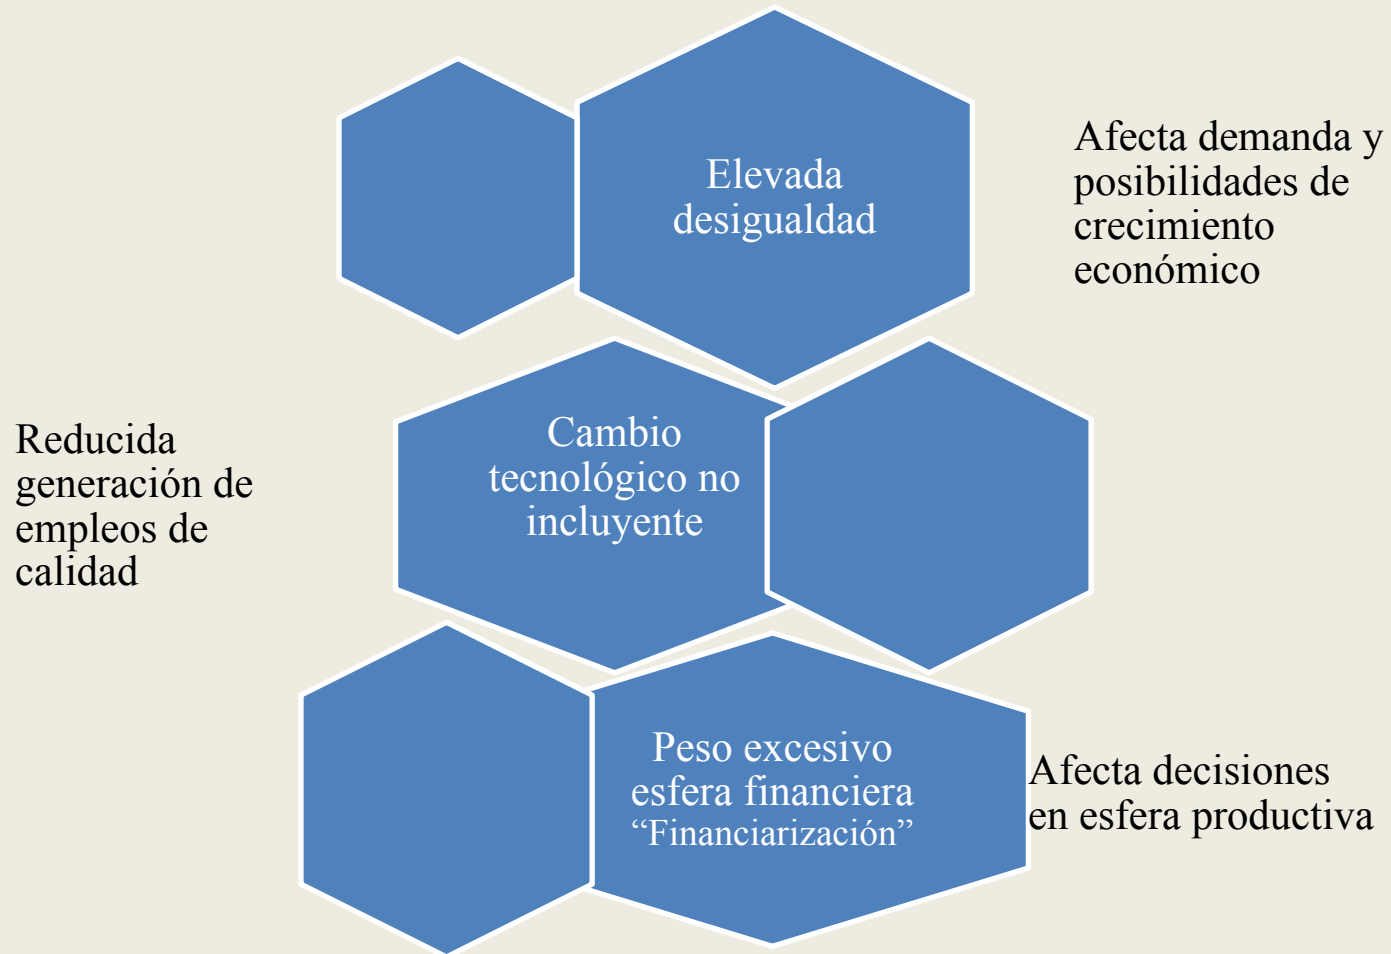 Elevada
desigualdad
Afecta demanda y
posibilidades de
crecimiento
económico
Reducida
generación de
empleos de
calidad
Cambio
tecnológico no
incluyente
Peso excesivo
esfera financiera
“Financiarización”
Afecta decisiones
en esfera productiva